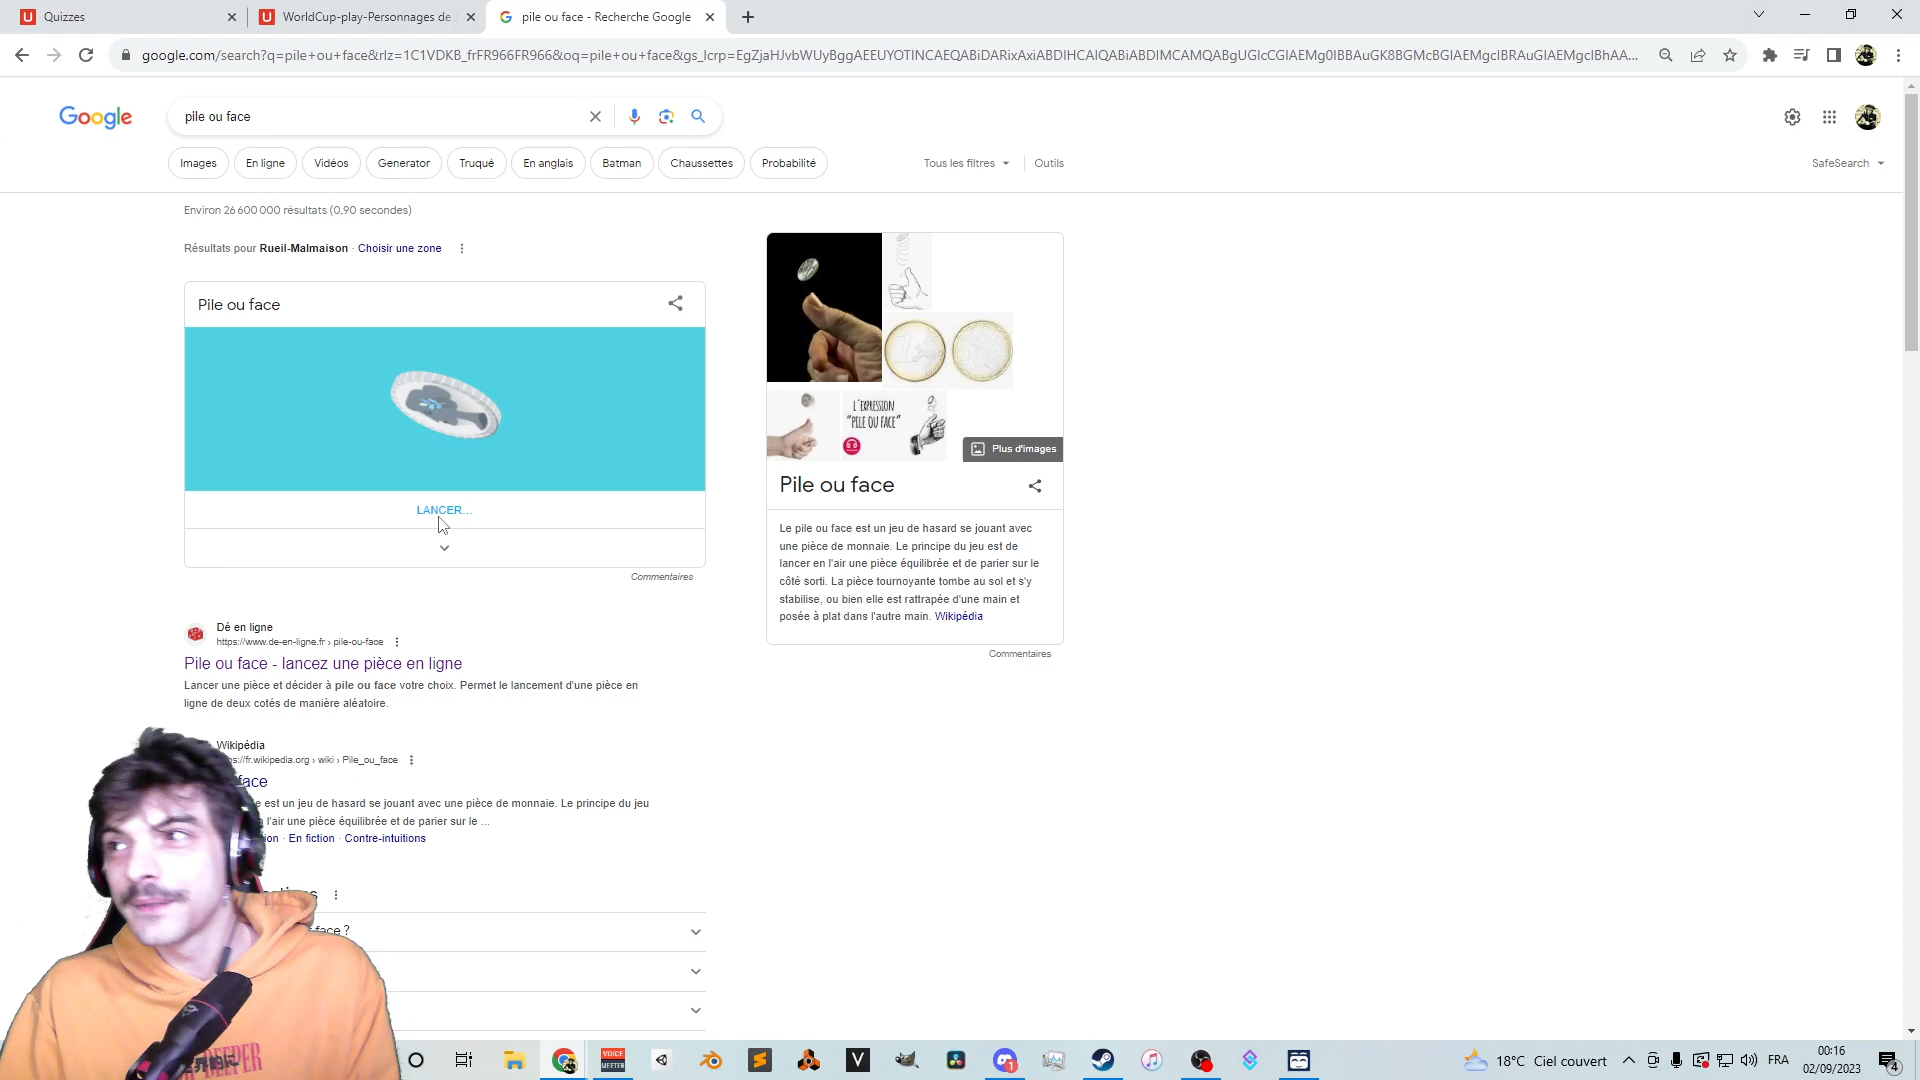 Quizzes
WorldCup-play-Personnages de
pile ou face - Recherche Google
google.com/search?q=pile+ou+face&rlz=1C1VDKB_frFR966FR966&oq=pile+ou+face&gs_lcrp=EgZjaHJvbWUyBggAEEUYOTINCAEQABiDARixAxiABDIHCAIQABiABDIMCAMQABgUGIcCGIAEMg0IBBAuGK8BGMcBGIAEMgcIBRAuGIAEMgcIBhAA...
Google
pile ou face
Images
En ligne
Vidéos
Generator
Truqué
En anglais
Batman
Chaussettes
Probabilité
Tous les filtres
Outils
SafeSearch
Environ 26 600 000 résultats (0,90 secondes)
Résultats pour Rueil-Malmaison · Choisir une zone
Pile ou face
LANCER...
Commentaires
Dé en ligne
https://www.de-en-ligne.fr › pile-ou-face
Pile ou face - lancez une pièce en ligne
Lancer une pièce et décider à pile ou face votre choix. Permet le lancement d'une pièce en
ligne de deux cotés de manière aléatoire.
Wikipédia
ps://fr.wikipedia.org › wiki › Pile_ou_face
face
e est un jeu de hasard se jouant avec une pièce de monnaie. Le principe du jeu
l'air une pièce équilibrée et de parier sur le ...
ion · En fiction · Contre-intuitions
face ?
L'EXPRESSION
"PILE OU FACE"
Plus d'images
Pile ou face
Le pile ou face est un jeu de hasard se jouant avec
une pièce de monnaie. Le principe du jeu est de
lancer en l'air une pièce équilibrée et de parier sur le
côté sorti. La pièce tournoyante tombe au sol et s'y
stabilise, ou bien elle est rattrapée d'une main et
posée à plat dans l'autre main. Wikipédia
Commentaires
DEEPER
VOICE
MEETER
18°C Ciel couvert
FRA
00:16
02/09/2023
4